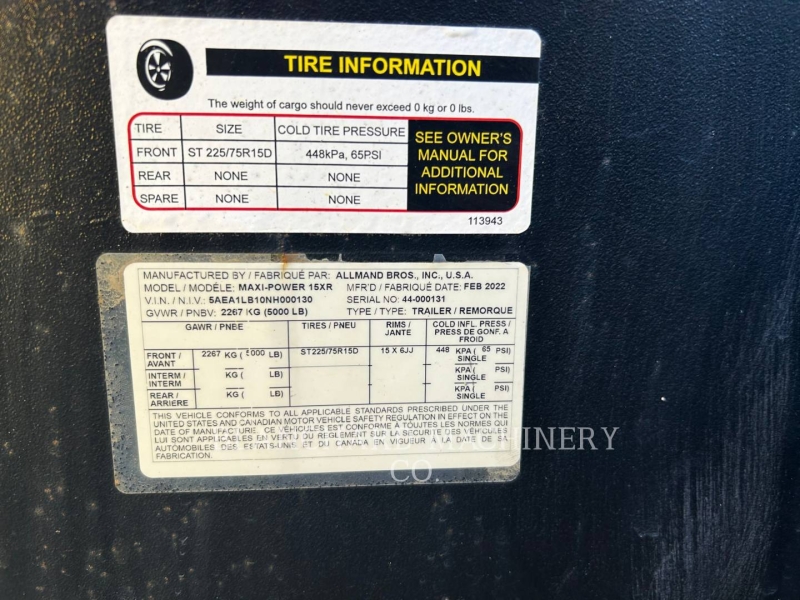 TIRE INFORMATION
The weight of cargo should never exceed 0 kg or 0 lbs.
TIRE SIZE COLD TIRE PRESSURE
FRONT ST 225/75R15D 448kPa, 65PSI
REAR NONE NONE
SPARE NONE NONE
SEE OWNER'S
MANUAL FOR
ADDITIONAL
INFORMATION
113943
MANUFACTURED BY / FABRIQUÉ PAR: ALLMAND BROS., INC., U.S.A.
MODEL / MODÈLE: MAXI-POWER 15XR MFR'D / FABRIQUÉ DATE: FEB 2022
V.I.N. / N.I.V.: 5AEA1LB10NH000130 SERIAL NO: 44-000131
GVWR / PNBV: 2267 KG (5000 LB) TYPE / TYPE: TRAILER / REMORQUE
GAWR / PNBE TIRES / PNEU RIMS / JANTE COLD INFL. PRESS / PRESS DE GONF. A FROID
FRONT / AVANT 2267 KG ( 5000 LB) ST225/75R15D 15 X 6JJ 448 KPA ( 65 PSI) SINGLE
INTERM / INTERM KG ( LB) KPA ( PSI) SINGLE
REAR / ARRIÈRE KG ( LB) KPA ( PSI) SINGLE
THIS VEHICLE CONFORMS TO ALL APPLICABLE STANDARDS PRESCRIBED UNDER THE
UNITED STATES AND CANADIAN MOTOR VEHICLE SAFETY REGULATION IN EFFECT ON THE
DATE OF MANUFACTURE. CE VÉHICULES EST CONFORME À TOUTES LES NORMES QUI
LUI SONT APPLICABLES EN VERTU DU REGLEMENT SUR LA SÉCURITÉ DES VÉHICULES
AUTOMOBILES DES ÉSTATS-UNIS ET DU CANADA EN VIGUEUR A LA DATE DE SA
FABRICATION.
CO.